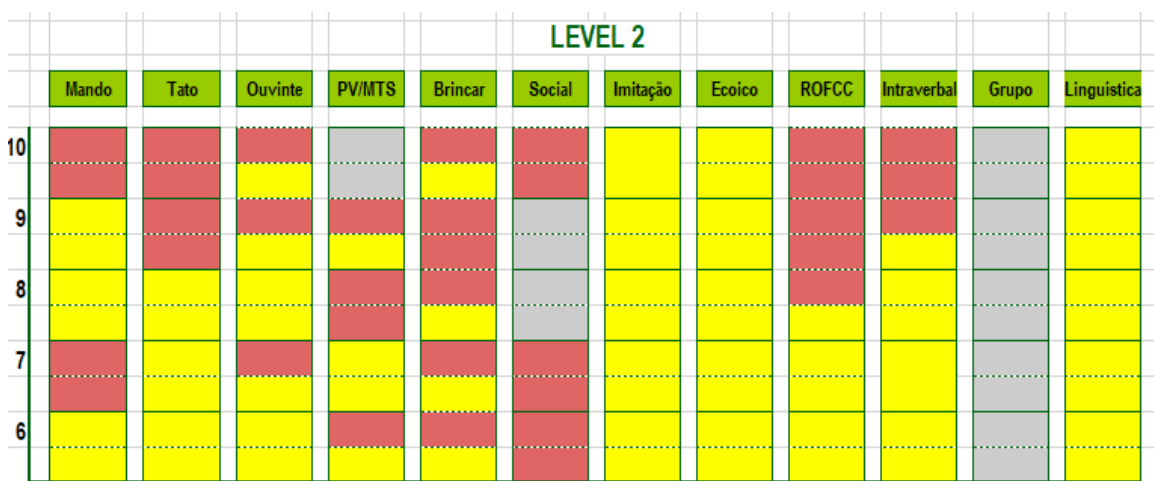 LEVEL 2
Mando Tato Ouvinte PV/MTS Brincar Social Imitação Ecoico ROFCC Intraverbal Grupo Linguística
10
9
8
7
6